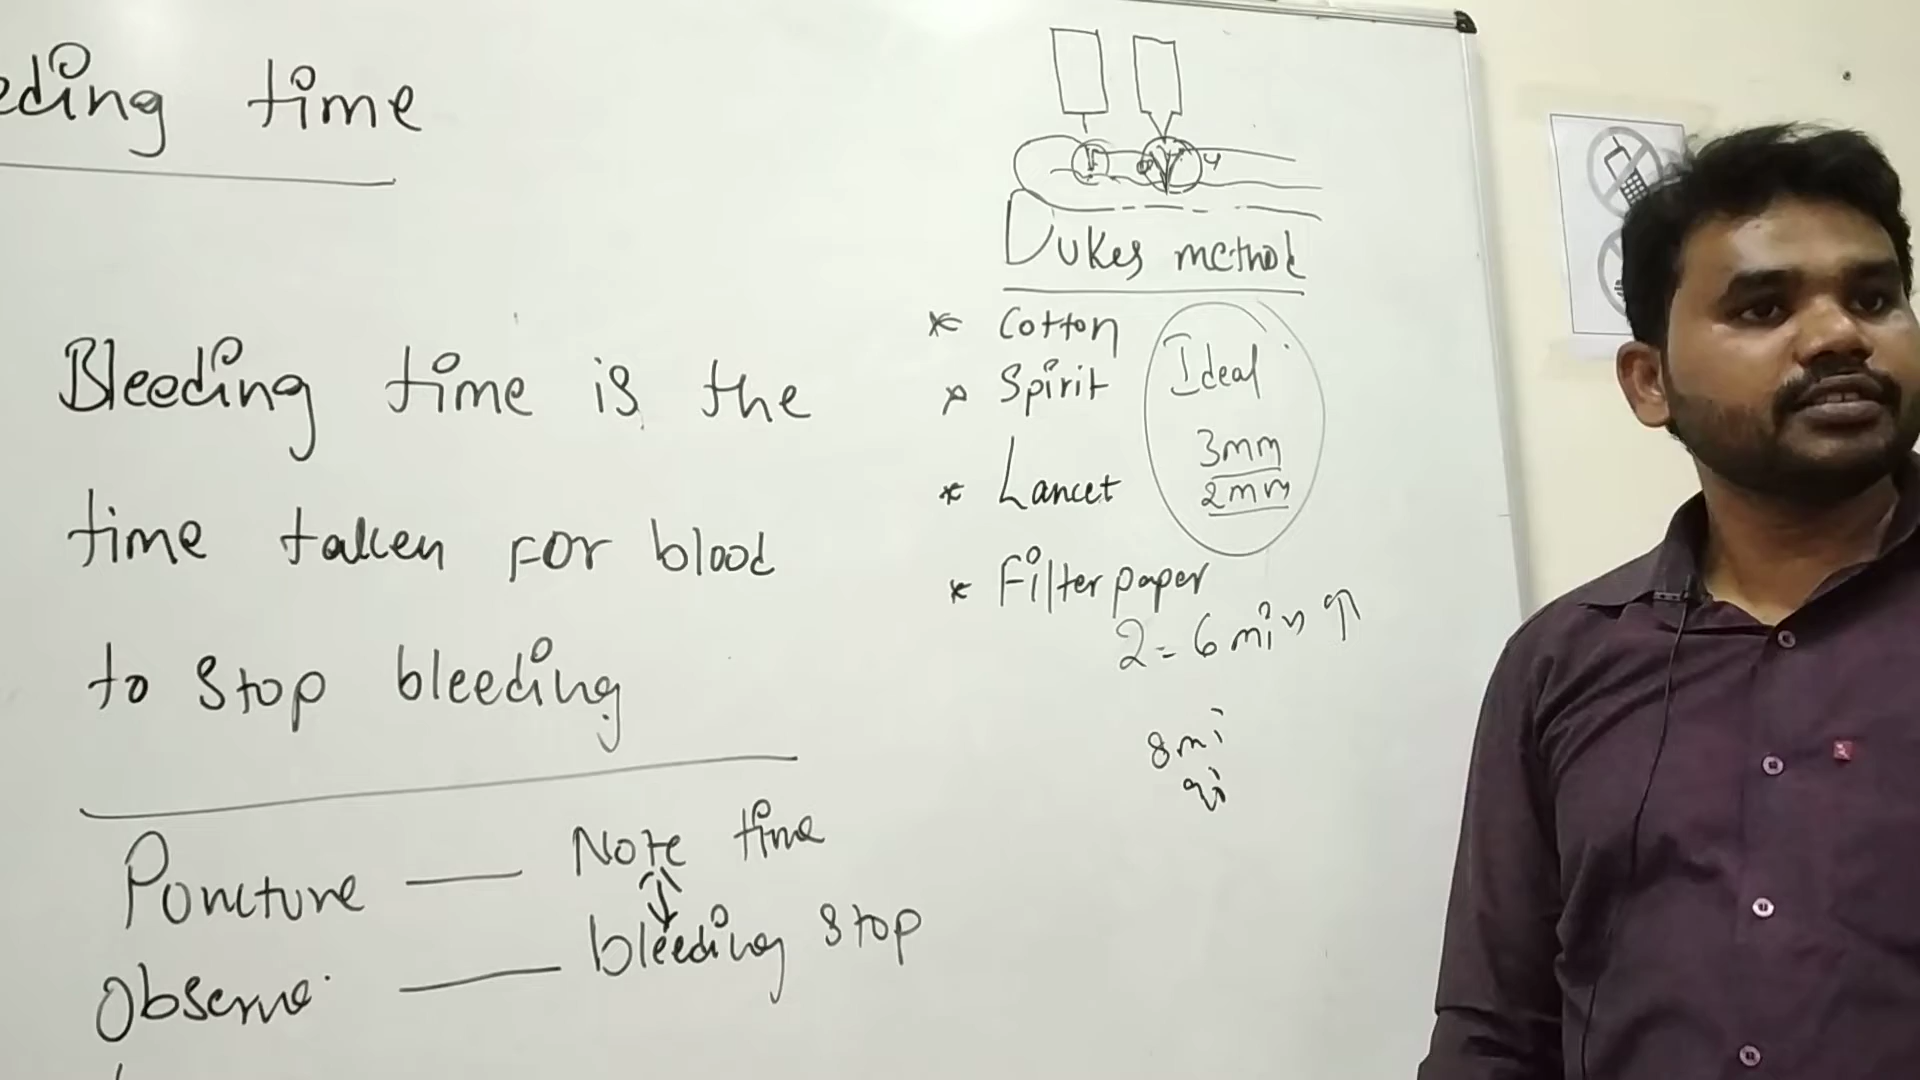 eding time
Bleeding time is the
time taken for blood
to stop bleeding
Poncture — Note time
Observe — bleeding stop
Dukes method
* Cotton
* Spirit
* Lancet
* Filter paper
Ideal
3mm
2mm
2 - 6 min ↑
8 mi